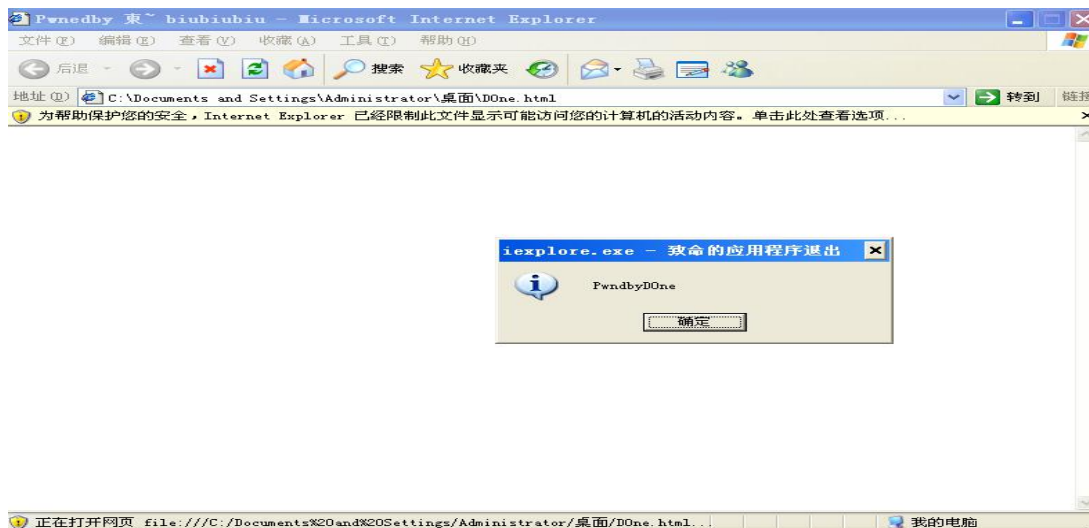 Pwnedby 東~ biubiubiu - Microsoft Internet Explorer
文件(F) 编辑(E) 查看(V) 收藏(A) 工具(T) 帮助(H)
后退 搜索 收藏夹
地址(D) C:\Documents and Settings\Administrator\桌面\D0ne.html 转到 链接
为帮助保护您的安全，Internet Explorer 已经限制此文件显示可能访问您的计算机的活动内容。单击此处查看选项...
iexplore.exe - 致命的应用程序退出
PwndbyD0ne
确定
正在打开网页 file:///C:/Documents%20and%20Settings/Administrator/桌面/D0ne.html... 我的电脑